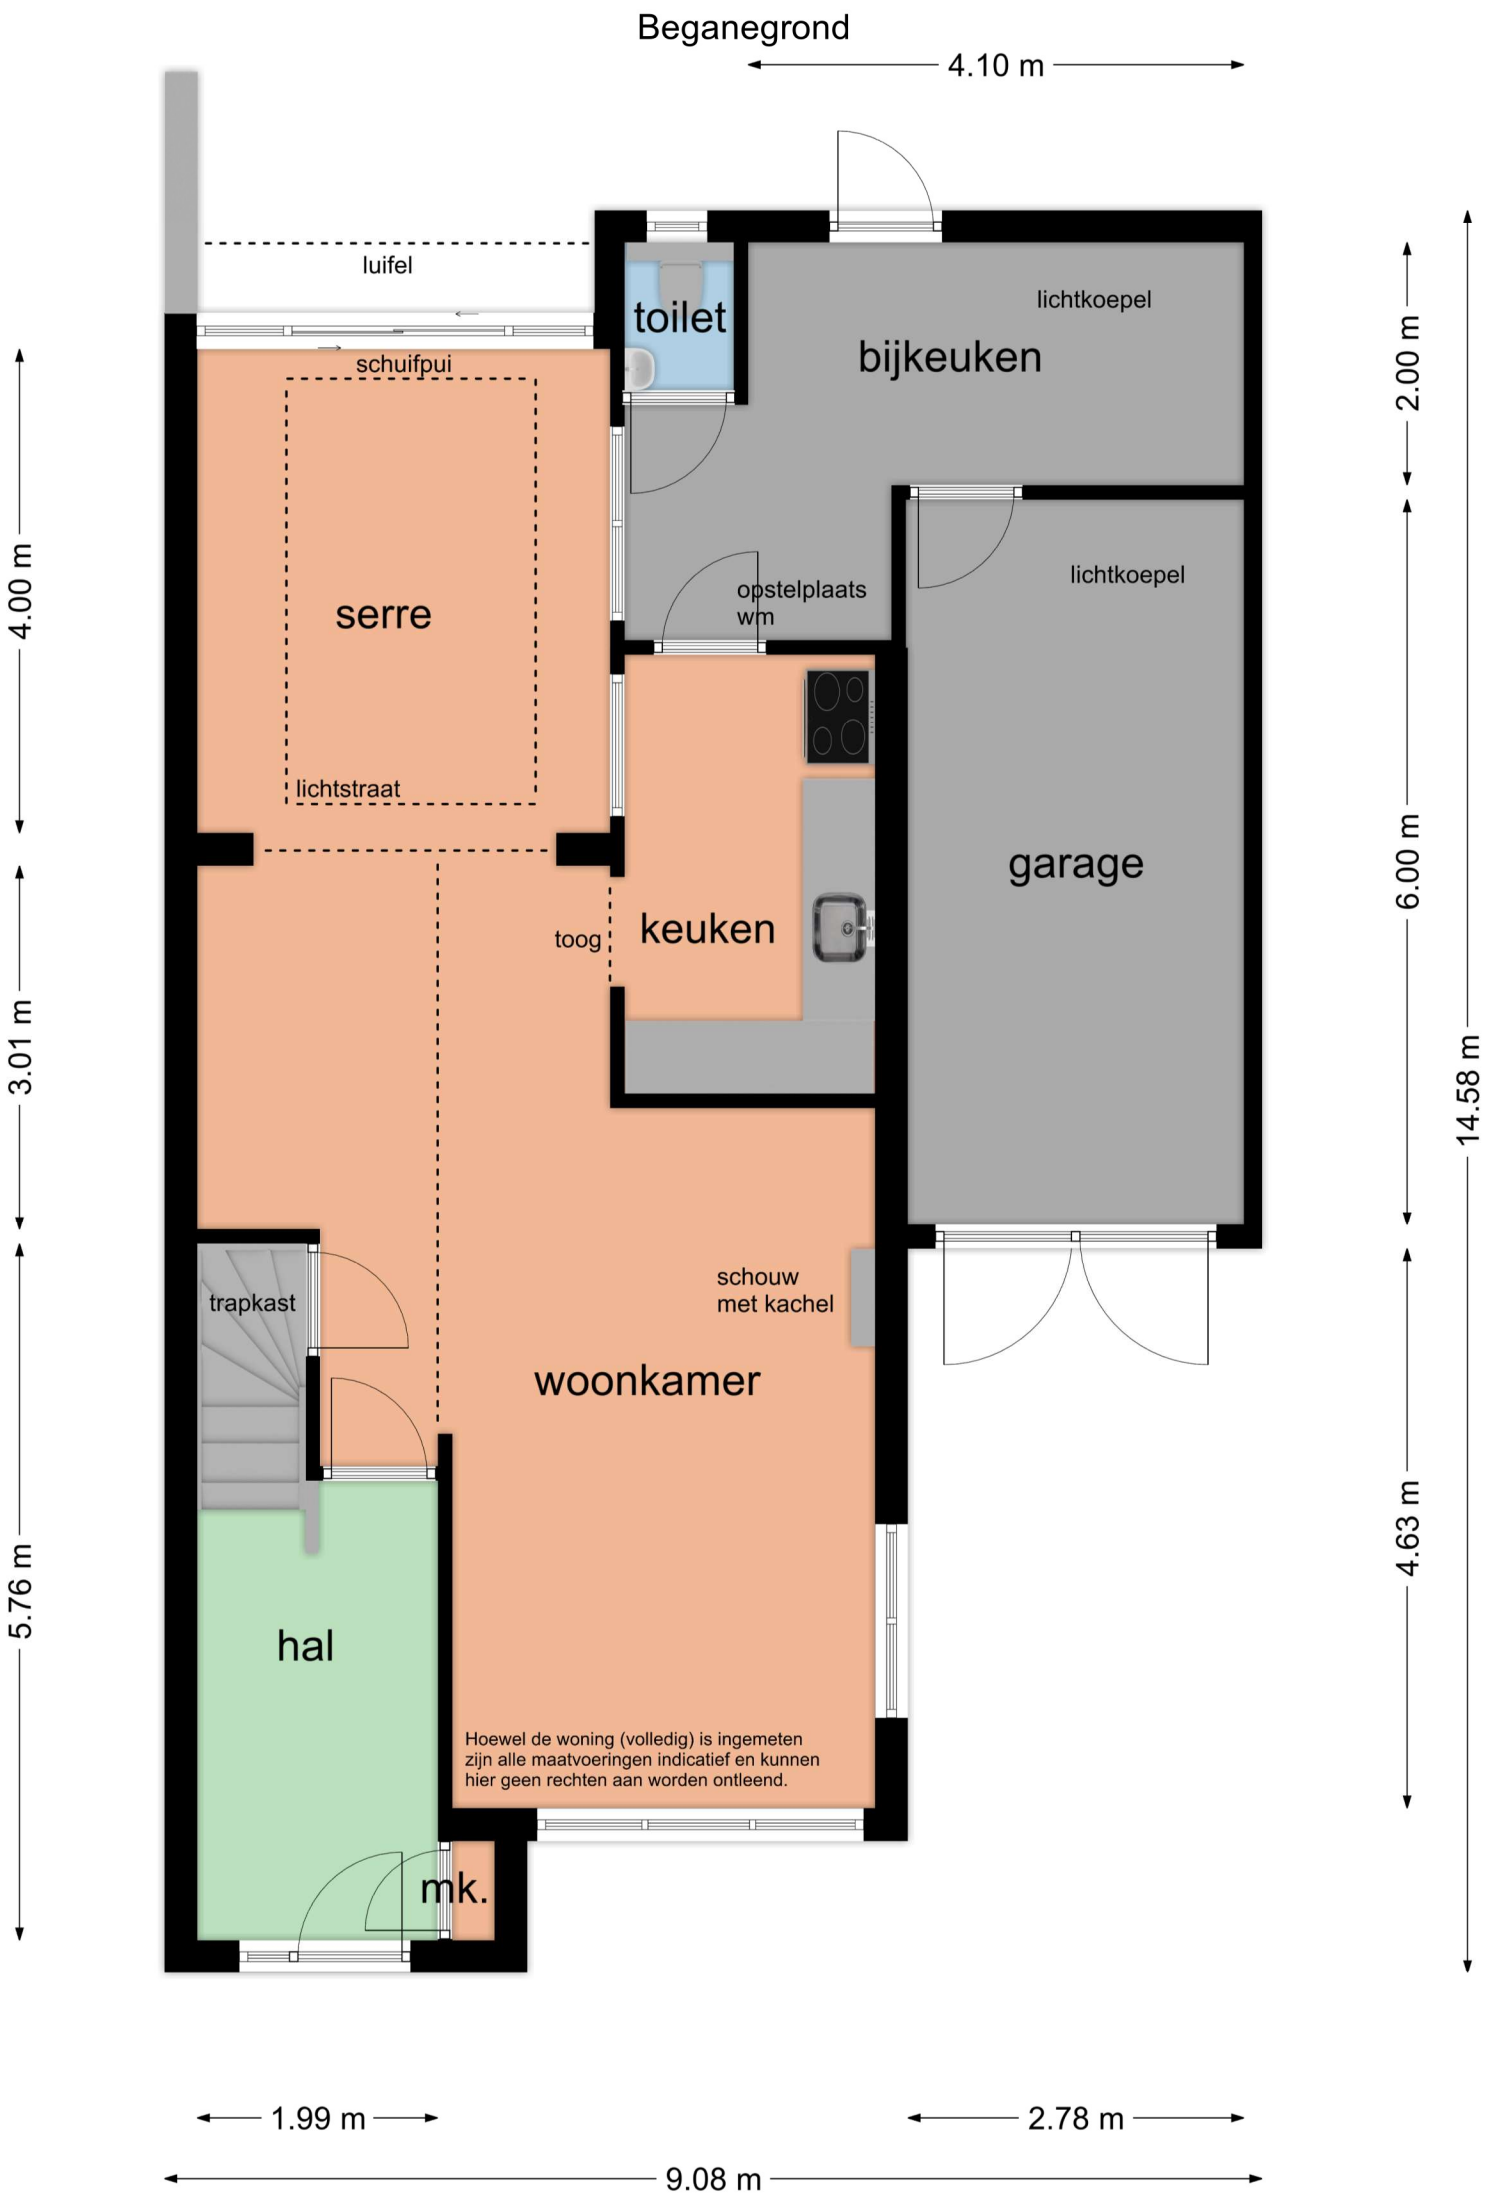 Beganegrond
4.10 m
luifel
schuifpui
toilet
lichtkoepel
bijkeuken
2.00 m
4.00 m
serre
opstelplaats
wm
lichtkoepel
lichtstraat
garage
6.00 m
toog
keuken
3.01 m
14.58 m
trapkast
schouw
met kachel
woonkamer
4.63 m
5.76 m
hal
Hoewel de woning (volledig) is ingemeten
zijn alle maatvoeringen indicatief en kunnen
hier geen rechten aan worden ontleend.
mk.
1.99 m
2.78 m
9.08 m